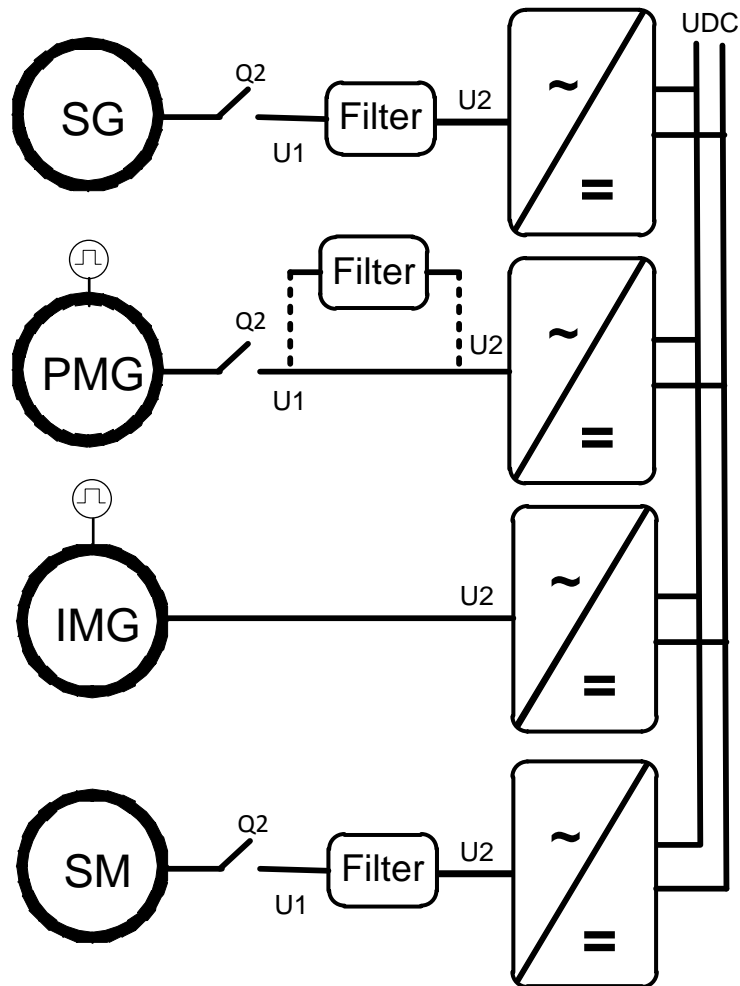 UDC
SG
Q2
U1
Filter
U2
~
=
PMG
Q2
U1
Filter
U2
~
=
IMG
U2
~
=
SM
Q2
U1
Filter
U2
~
=